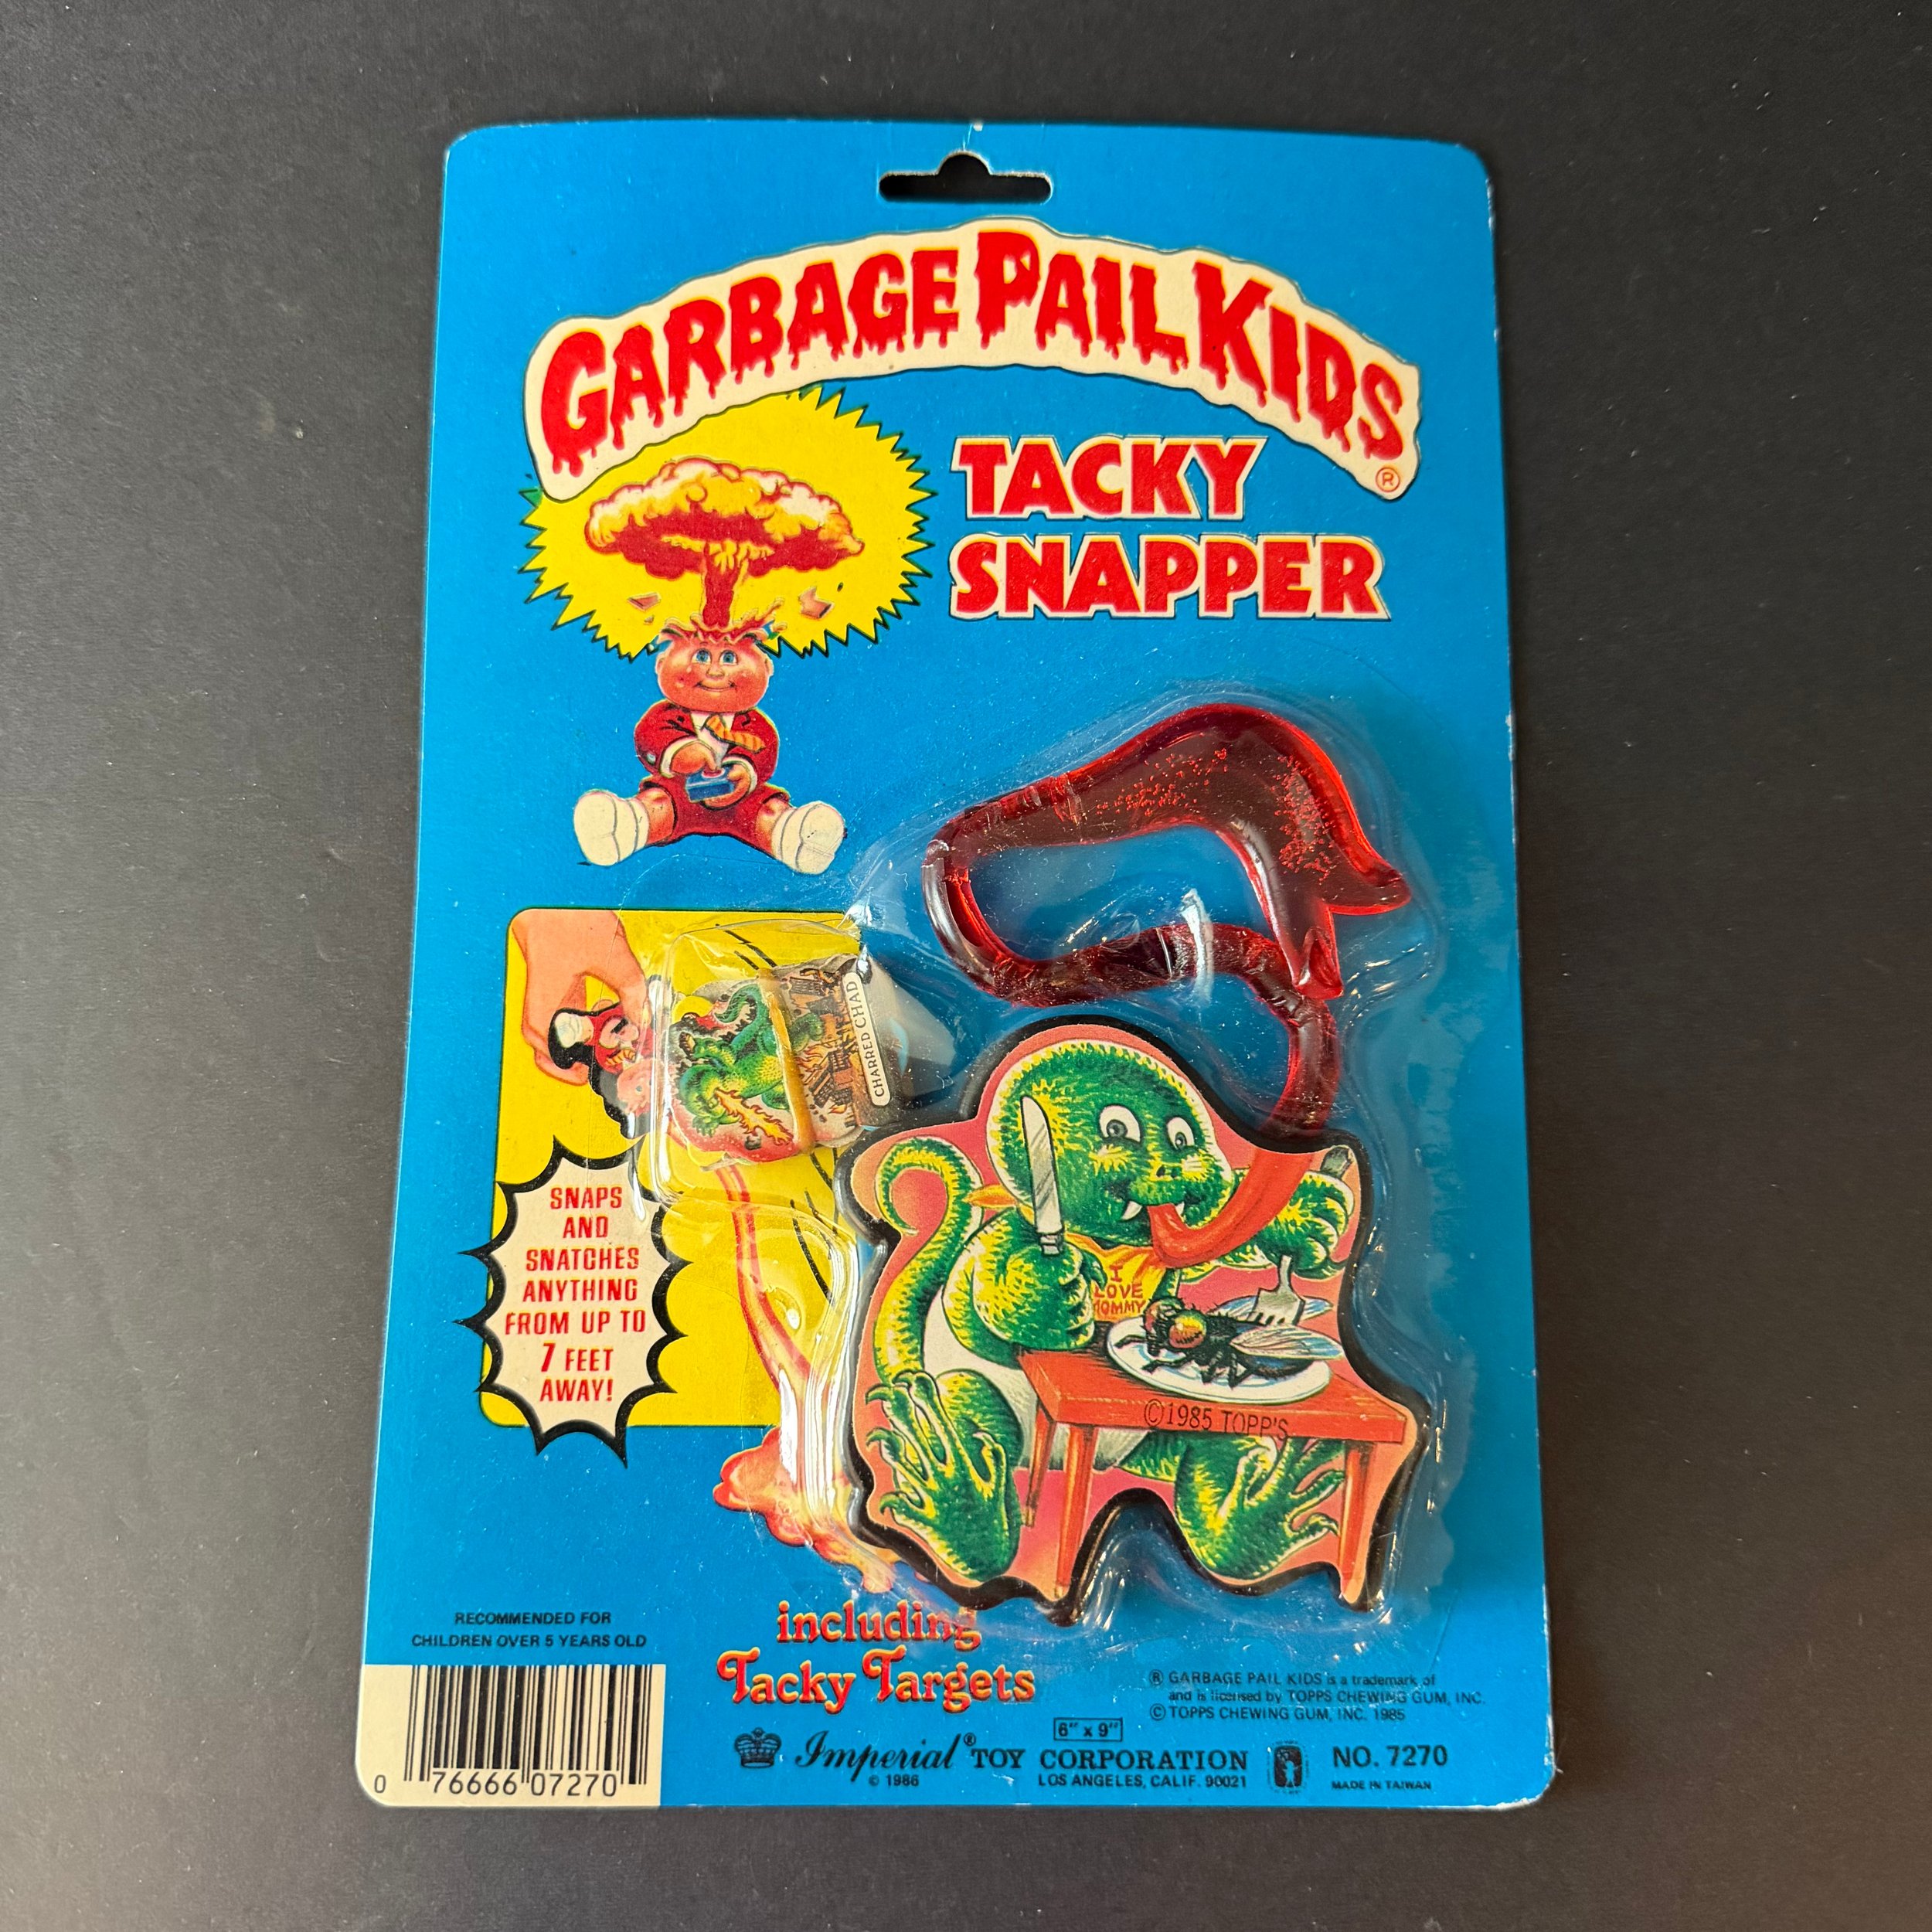 GARBAGE PAIL KIDS
®
TACKY
SNAPPER
CHARRED CHAD
SNAPS
AND
SNATCHES
ANYTHING
FROM UP TO
7 FEET
AWAY!
I
LOVE
MOMMY
©1985 TOPP'S
RECOMMENDED FOR
CHILDREN OVER 5 YEARS OLD
including
Tacky Targets
® GARBAGE PAIL KIDS is a trademark of
and is licensed by TOPPS CHEWING GUM, INC.
© TOPPS CHEWING GUM, INC. 1985
6" x 9"
Imperial® TOY CORPORATION
© 1986
LOS ANGELES, CALIF. 90021
NO. 7270
MADE IN TAIWAN
0 76666 07270